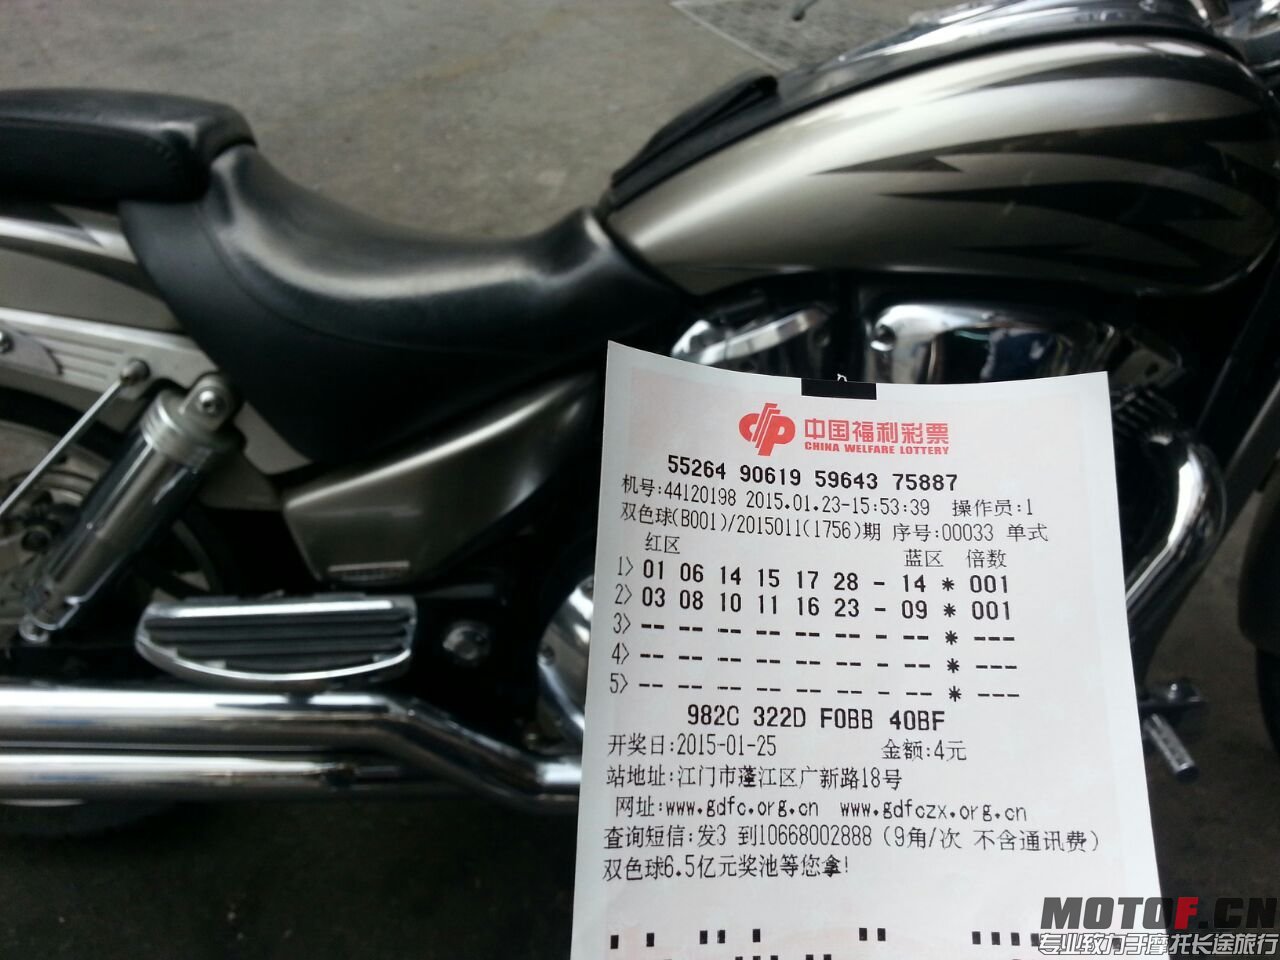 中国福利彩票
CHINA WELFARE LOTTERY
55264 90619 59643 75887
机号:44120198 2015.01.23-15:53:39 操作员:1
双色球(B001)/2015011(1756)期 序号:00033 单式
红区 蓝区 倍数
1> 01 06 14 15 17 28 - 14 * 001
2> 03 08 10 11 16 23 - 09 * 001
3> -- -- -- -- -- -- - -- * ---
4> -- -- -- -- -- -- - -- * ---
5> -- -- -- -- -- -- - -- * ---
982C 322D F0BB 40BF
开奖日:2015-01-25 金额:4元
站地址:江门市蓬江区广新路18号
网址:www.gdfc.org.cn www.gdfczx.org.cn
查询短信:发3 到10668002888 (9角/次 不含通讯费)
双色球6.5亿元奖池等您拿!
MOTOF.CN
专业致力于摩托长途旅行